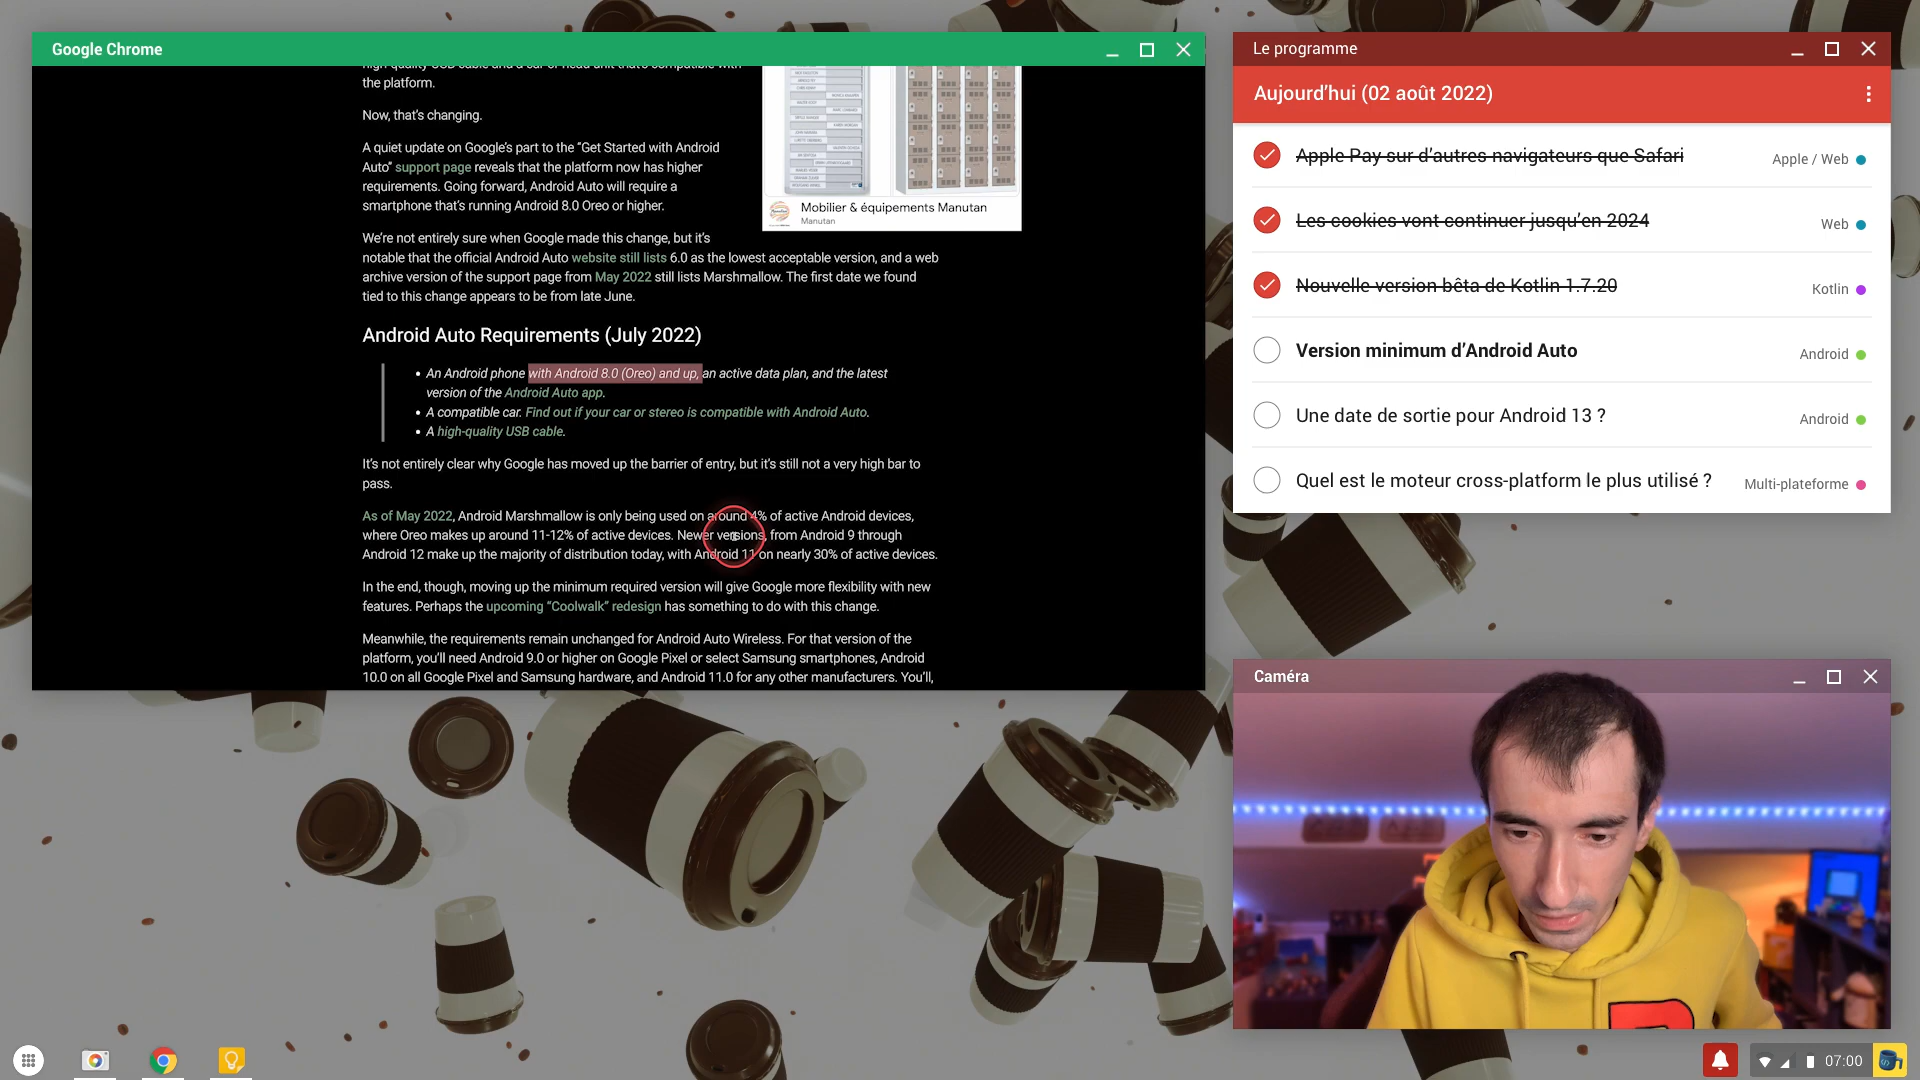 Google Chrome
the platform.
Now, that's changing.
A quiet update on Google's part to the “Get Started with Android
Auto” support page reveals that the platform now has higher
requirements. Going forward, Android Auto will require a
smartphone that's running Android 8.0 Oreo or higher.
Mobilier & équipements Manutan
Manutan
We're not entirely sure when Google made this change, but it's
notable that the official Android Auto website still lists 6.0 as the lowest acceptable version, and a web
archive version of the support page from May 2022 still lists Marshmallow. The first date we found
tied to this change appears to be from late June.
Android Auto Requirements (July 2022)
• An Android phone with Android 8.0 (Oreo) and up, an active data plan, and the latest
version of the Android Auto app.
• A compatible car. Find out if your car or stereo is compatible with Android Auto.
• A high-quality USB cable.
It's not entirely clear why Google has moved up the barrier of entry, but it's still not a very high bar to
pass.
As of May 2022, Android Marshmallow is only being used on around 4% of active Android devices,
where Oreo makes up around 11-12% of active devices. Newer versions, from Android 9 through
Android 12 make up the majority of distribution today, with Android 11 on nearly 30% of active devices.
In the end, though, moving up the minimum required version will give Google more flexibility with new
features. Perhaps the upcoming “Coolwalk” redesign has something to do with this change.
Meanwhile, the requirements remain unchanged for Android Auto Wireless. For that version of the
platform, you'll need Android 9.0 or higher on Google Pixel or select Samsung smartphones, Android
10.0 on all Google Pixel and Samsung hardware, and Android 11.0 for any other manufacturers. You'll,
Le programme
Aujourd'hui (02 août 2022)
Apple Pay sur d'autres navigateurs que Safari
Apple / Web
Les cookies vont continuer jusqu'en 2024
Web
Nouvelle version bêta de Kotlin 1.7.20
Kotlin
Version minimum d'Android Auto
Android
Une date de sortie pour Android 13 ?
Android
Quel est le moteur cross-platform le plus utilisé ?
Multi-plateforme
Caméra
07:00